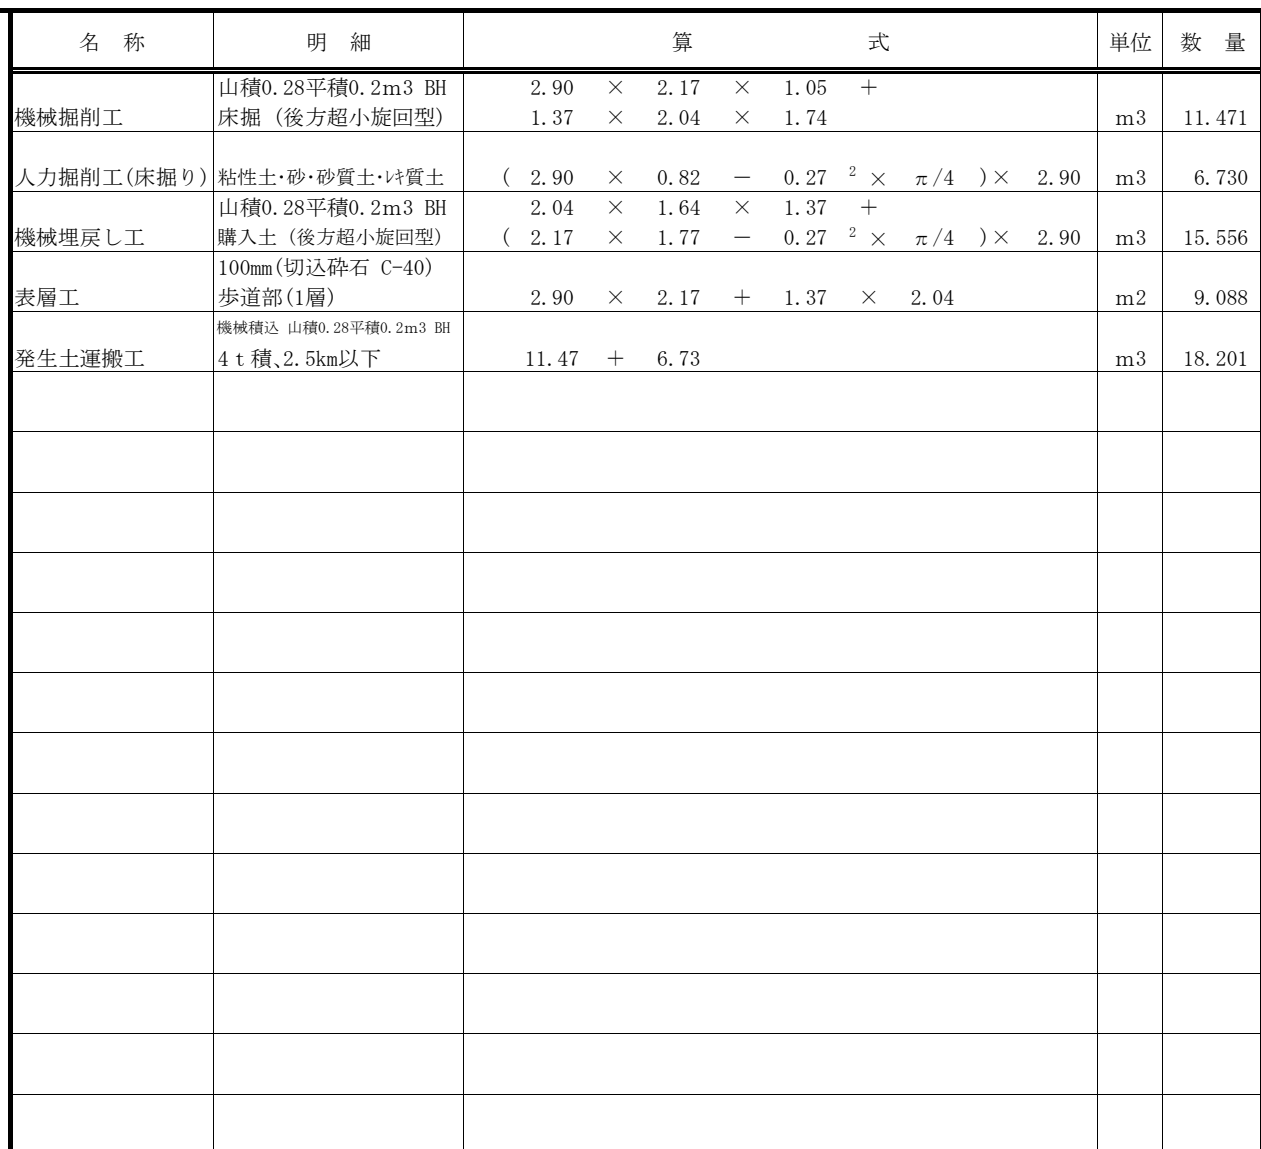 名 称 明 細 算 式 単位 数 量
山積0.28平積0.2m3 BH 2.90 × 2.17 × 1.05 ＋
機械掘削工 床掘 (後方超小旋回型) 1.37 × 2.04 × 1.74 m3 11.471
人力掘削工(床掘り) 粘性土・砂・砂質土・ﾚｷ質土 ( 2.90 × 0.82 － 0.27 ² × π/4 )× 2.90 m3 6.730
山積0.28平積0.2m3 BH 2.04 × 1.64 × 1.37 ＋
機械埋戻し工 購入土 (後方超小旋回型) ( 2.17 × 1.77 － 0.27 ² × π/4 )× 2.90 m3 15.556
100mm(切込砕石 C-40)
表層工 歩道部(1層) 2.90 × 2.17 ＋ 1.37 × 2.04 m2 9.088
機械積込 山積0.28平積0.2m3 BH
発生土運搬工 4ｔ積、2.5km以下 11.47 ＋ 6.73 m3 18.201